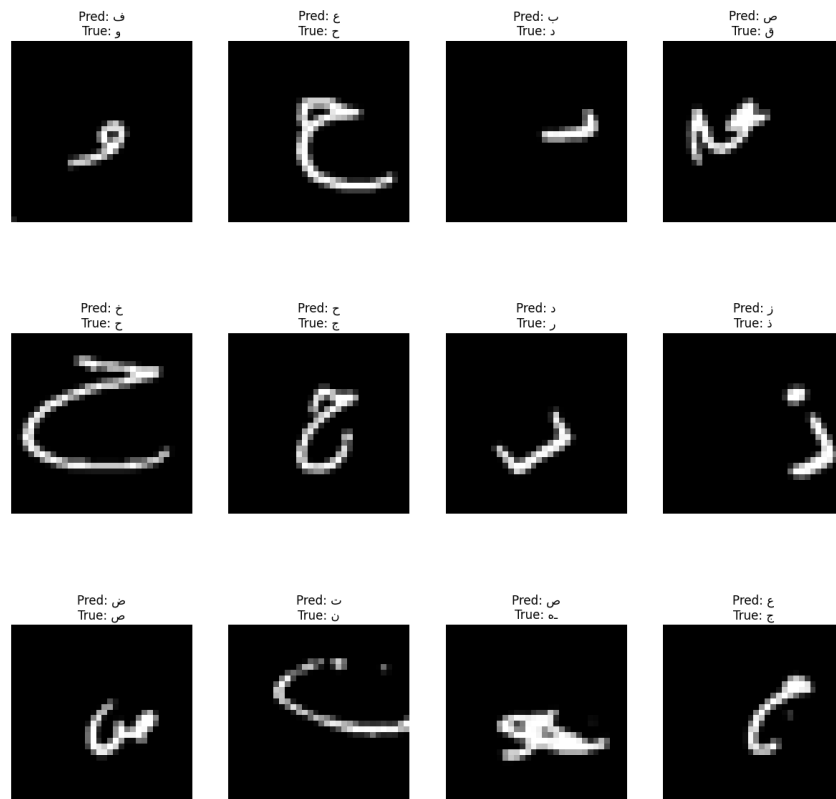 Pred: ف
True: و
Pred: ع
True: ح
Pred: ب
True: د
Pred: ص
True: ق
Pred: خ
True: ح
Pred: ح
True: ج
Pred: د
True: ر
Pred: ز
True: ذ
Pred: ض
True: ص
Pred: ت
True: ن
Pred: ص
True: ـه
Pred: ع
True: ج